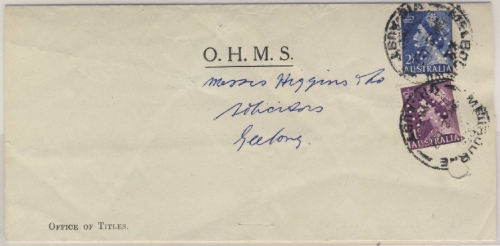 O. H. M. S.
Messrs Higgins & Co
Solicitors
Geelong.
AUSTRALIA
AUSTRALIA
MELBOURNE
OFFICE OF TITLES.